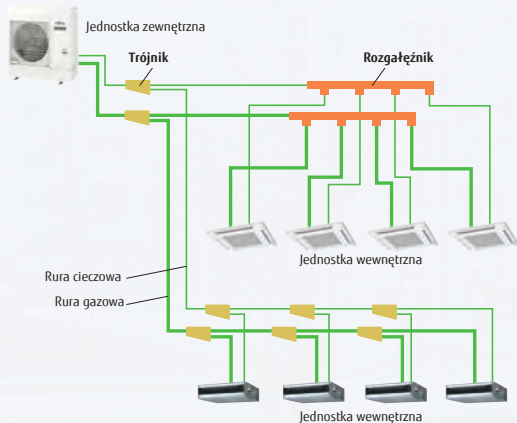 Jednostka zewnętrzna
Trójnik
Rozgałęźnik
Jednostka wewnętrzna
Rura cieczowa
Rura gazowa
Jednostka wewnętrzna